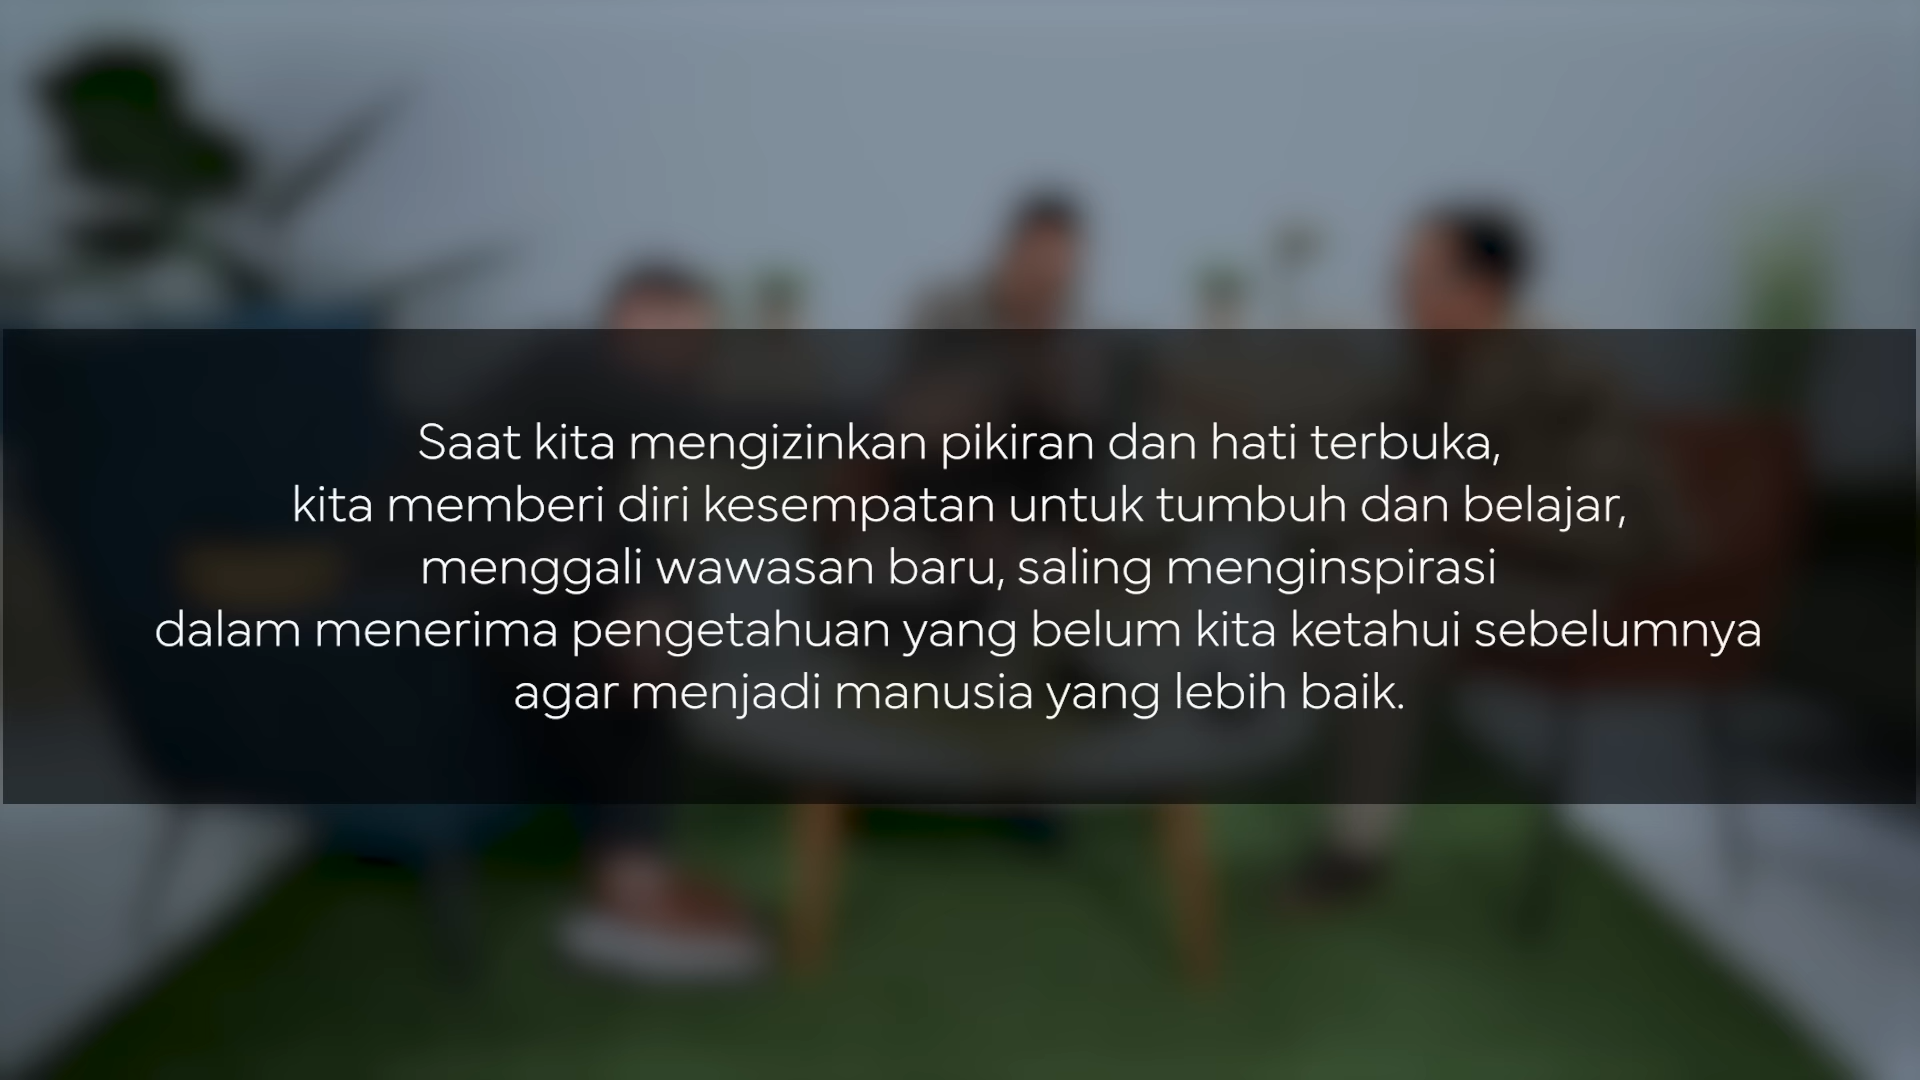 Saat kita mengizinkan pikiran dan hati terbuka,
kita memberi diri kesempatan untuk tumbuh dan belajar,
menggali wawasan baru, saling menginspirasi
dalam menerima pengetahuan yang belum kita ketahui sebelumnya
agar menjadi manusia yang lebih baik.